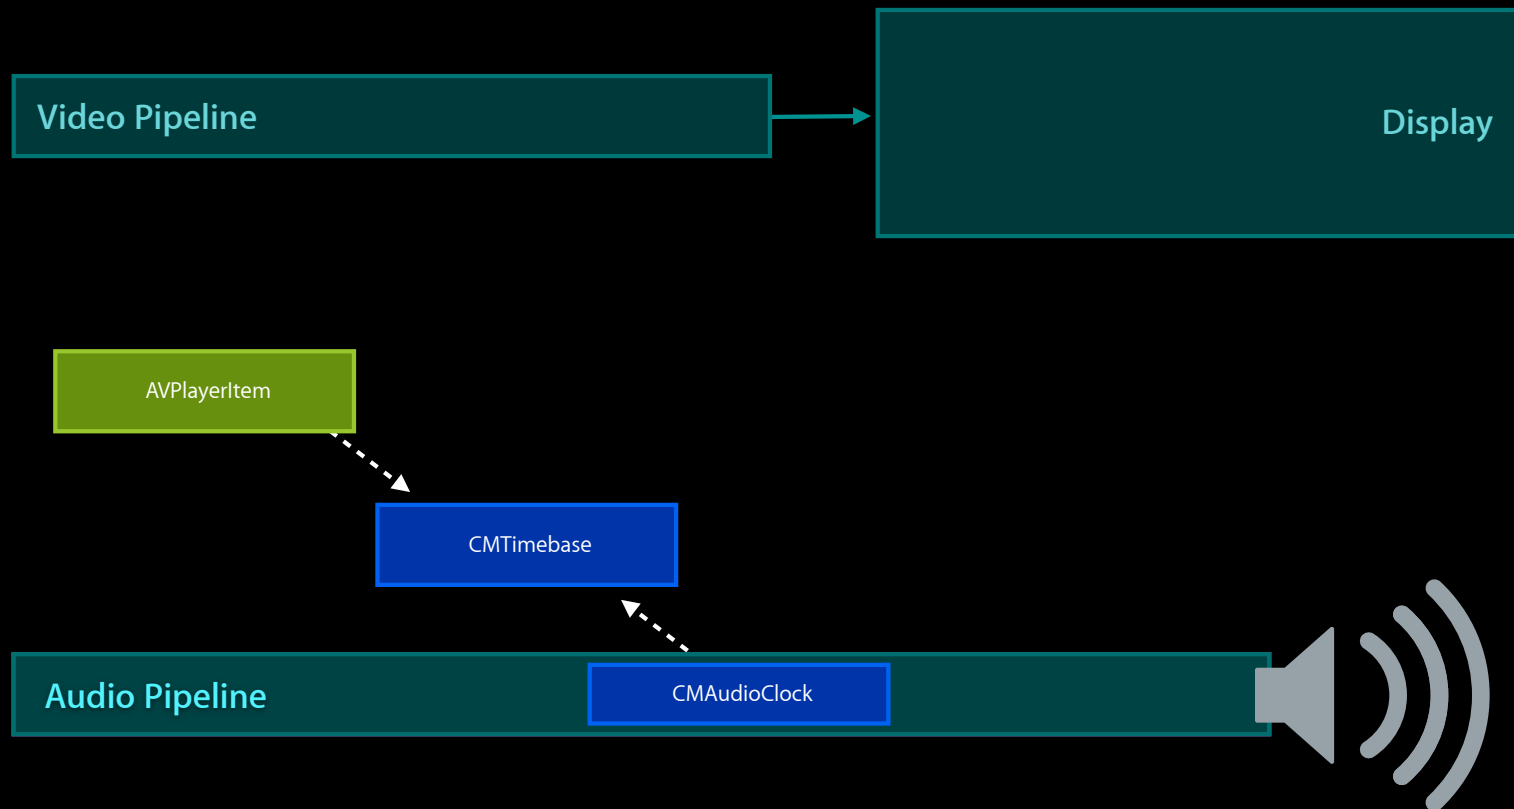 Video Pipeline
Display
AVPlayerItem
CMTimebase
Audio Pipeline
CMAudioClock